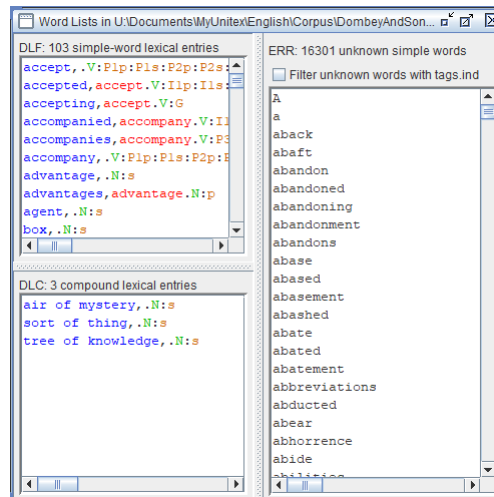 Word Lists in U:\Documents\MyUnitex\English\Corpus\DombeyAndSon...
DLF: 103 simple-word lexical entries
accept,.V:P1p:P1s:P2p:P2s:
accepted,accept.V:I1p:I1s:
accepting,accept.V:G
accompanied,accompany.V:I1
accompanies,accompany.V:P3
accompany,.V:P1p:P1s:P2p:P
advantage,.N:s
advantages,advantage.N:p
agent,.N:s
box,.N:s
DLC: 3 compound lexical entries
air of mystery,.N:s
sort of thing,.N:s
tree of knowledge,.N:s
ERR: 16301 unknown simple words
Filter unknown words with tags.ind
A
a
aback
abaft
abandon
abandoned
abandoning
abandonment
abandons
abase
abased
abasement
abashed
abate
abated
abatement
abbreviations
abducted
abear
abhorrence
abide
abilities